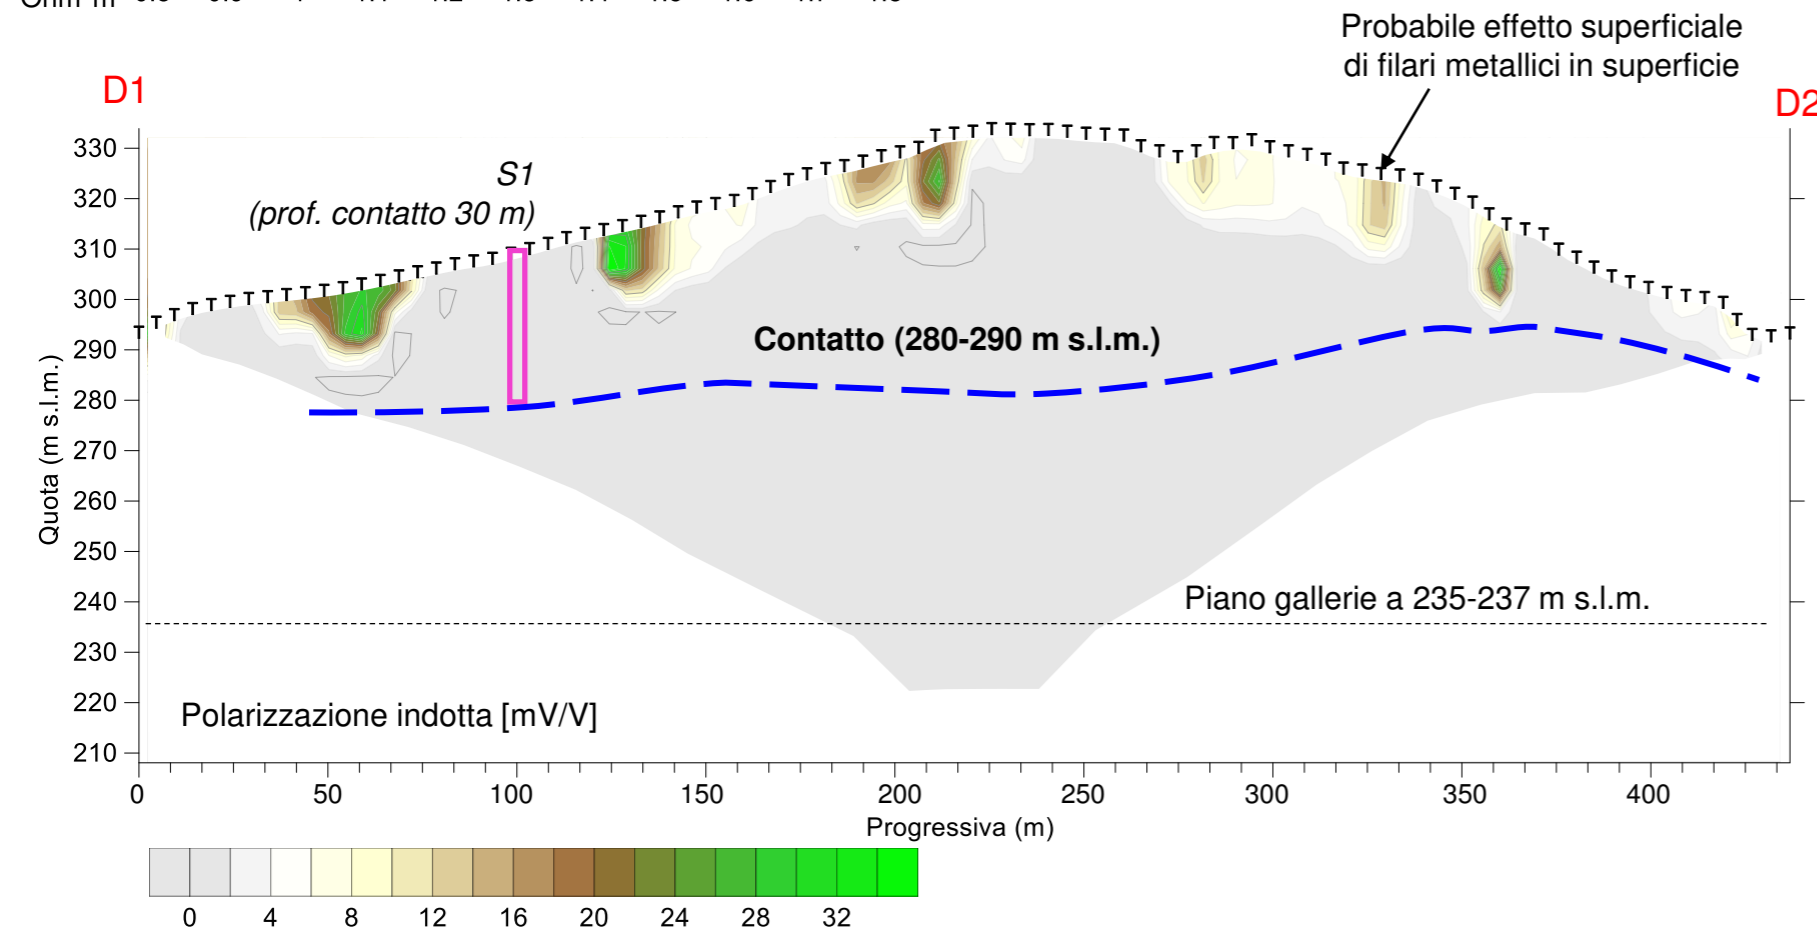 Probabile effetto superficiale
di filari metallici in superficie
D1
D2
S1
(prof. contatto 30 m)
Contatto (280-290 m s.l.m.)
Piano gallerie a 235-237 m s.l.m.
Polarizzazione indotta [mV/V]
Quota (m s.l.m.)
330
320
310
300
290
280
270
260
250
240
230
220
210
0 50 100 150 200 250 300 350 400
Progressiva (m)
0 4 8 12 16 20 24 28 32